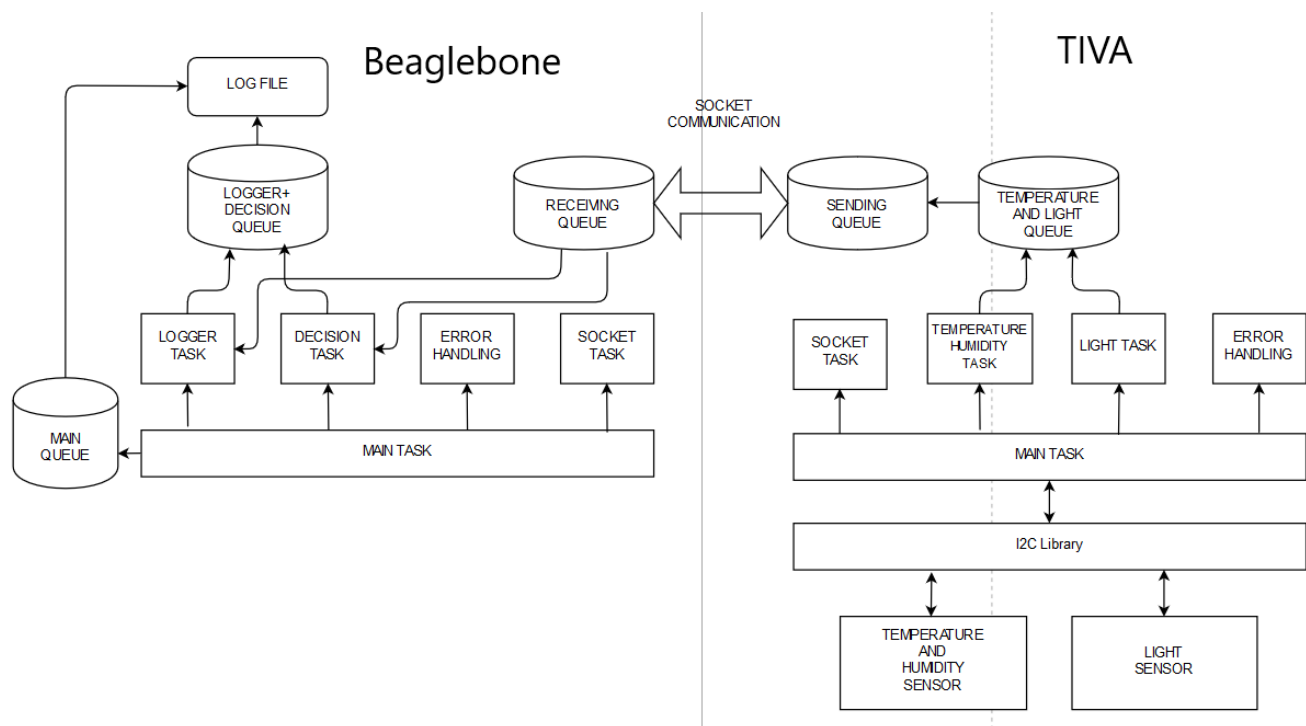 Beaglebone
TIVA
LOG FILE
SOCKET
COMMUNICATION
LOGGER+
DECISION
QUEUE
RECEIVING
QUEUE
SENDING
QUEUE
TEMPERATURE
AND LIGHT
QUEUE
LOGGER
TASK
DECISION
TASK
ERROR
HANDLING
SOCKET
TASK
SOCKET
TASK
TEMPERATURE
HUMIDITY
TASK
LIGHT TASK
ERROR
HANDLING
MAIN
QUEUE
MAIN TASK
MAIN TASK
I2C Library
TEMPERATURE
AND
HUMIDITY
SENSOR
LIGHT
SENSOR